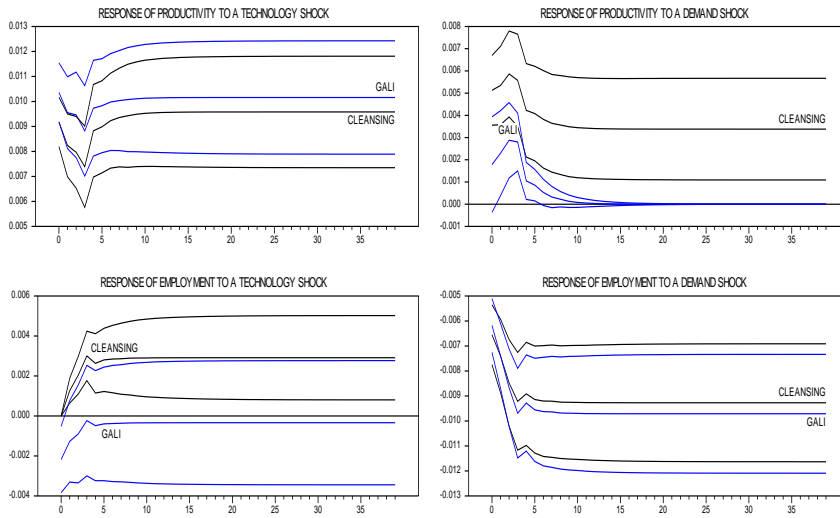 RESPONSE OF PRODUCTIVITY TO A TECHNOLOGY SHOCK
0.013
0.012
0.011
0.010
0.009
0.008
0.007
0.006
0.005
GALI
CLEANSING
0 5 10 15 20 25 30 35
RESPONSE OF PRODUCTIVITY TO A DEMAND SHOCK
0.008
0.007
0.006
0.005
0.004
0.003
0.002
0.001
0.000
-0.001
CLEANSING
GALI
0 5 10 15 20 25 30 35
RESPONSE OF EMPLOYMENT TO A TECHNOLOGY SHOCK
0.006
0.004
0.002
0.000
-0.002
-0.004
CLEANSING
GALI
0 5 10 15 20 25 30 35
RESPONSE OF EMPLOYMENT TO A DEMAND SHOCK
-0.005
-0.006
-0.007
-0.008
-0.009
-0.010
-0.011
-0.012
-0.013
CLEANSING
GALI
0 5 10 15 20 25 30 35